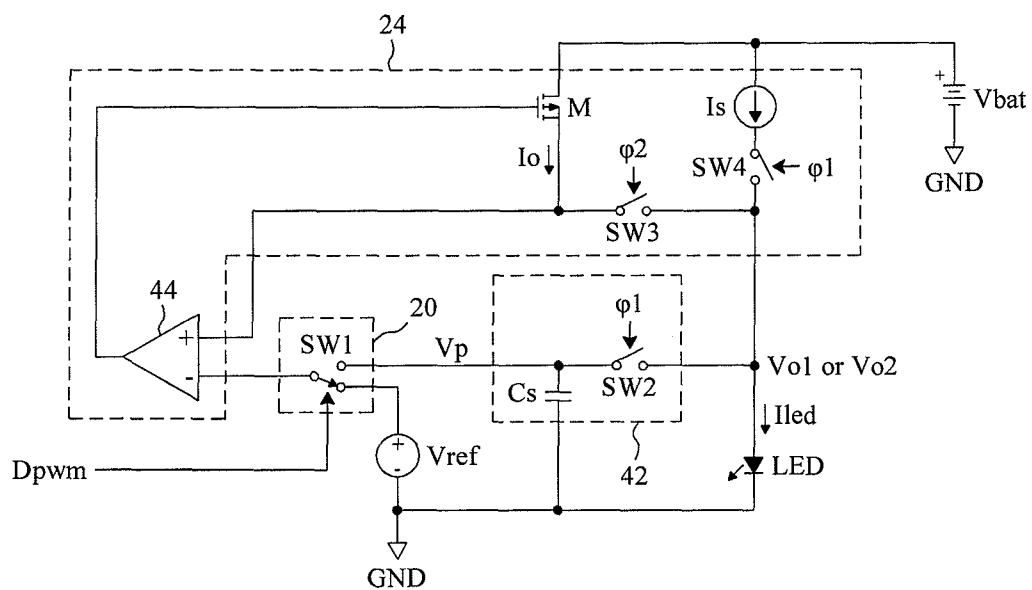 24
Is
M
Vbat
Io
φ2
SW4
φ1
GND
SW3
44
20
φ1
+
SW1
Vp
-
Cs
SW2
Vo1 or Vo2
Iled
+
-
Vref
Dpwm
42
LED
GND